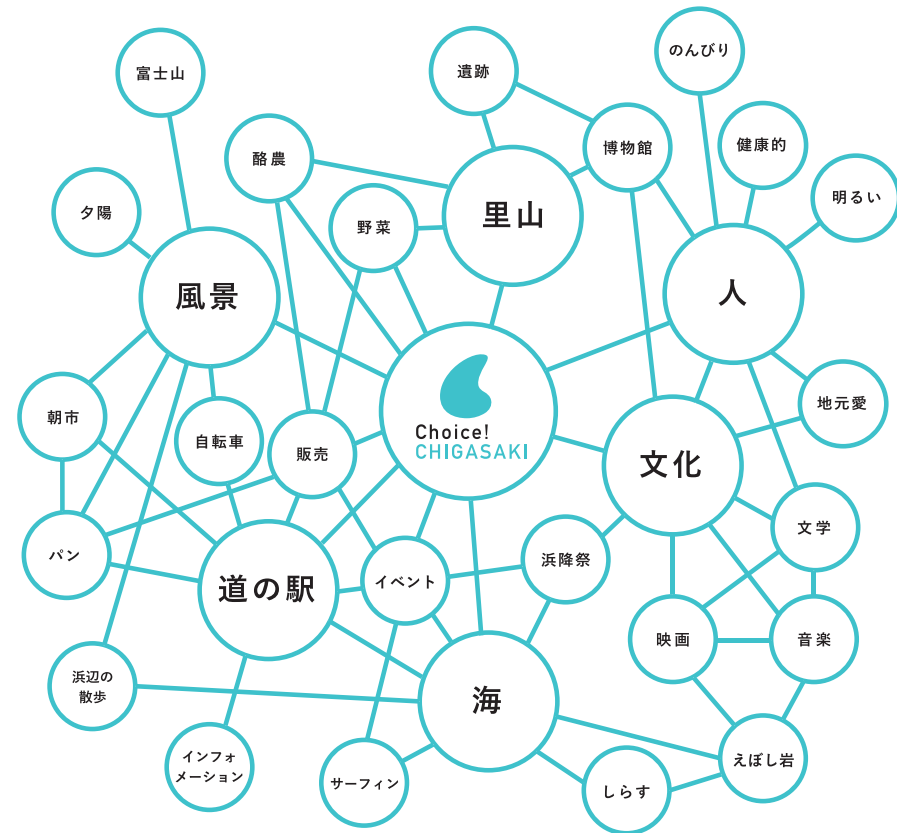 富士山
遺跡
のんびり
酪農
博物館
健康的
夕陽
野菜
里山
明るい
風景
人
朝市
自転車
販売
Choice!
CHIGASAKI
文化
地元愛
パン
道の駅
イベント
浜降祭
文学
浜辺の
散歩
海
映画
音楽
インフォ
メーション
サーフィン
しらす
えぼし岩